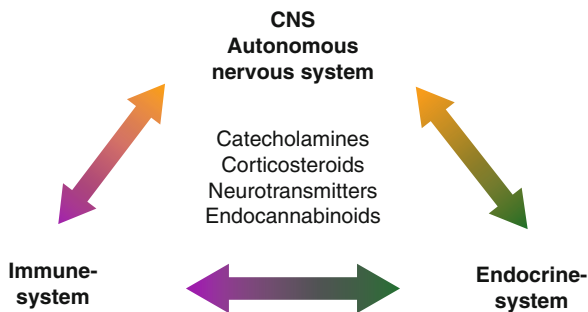 CNS
Autonomous
nervous system
Catecholamines
Corticosteroids
Neurotransmitters
Endocannabinoids
Immune-
system
Endocrine-
system